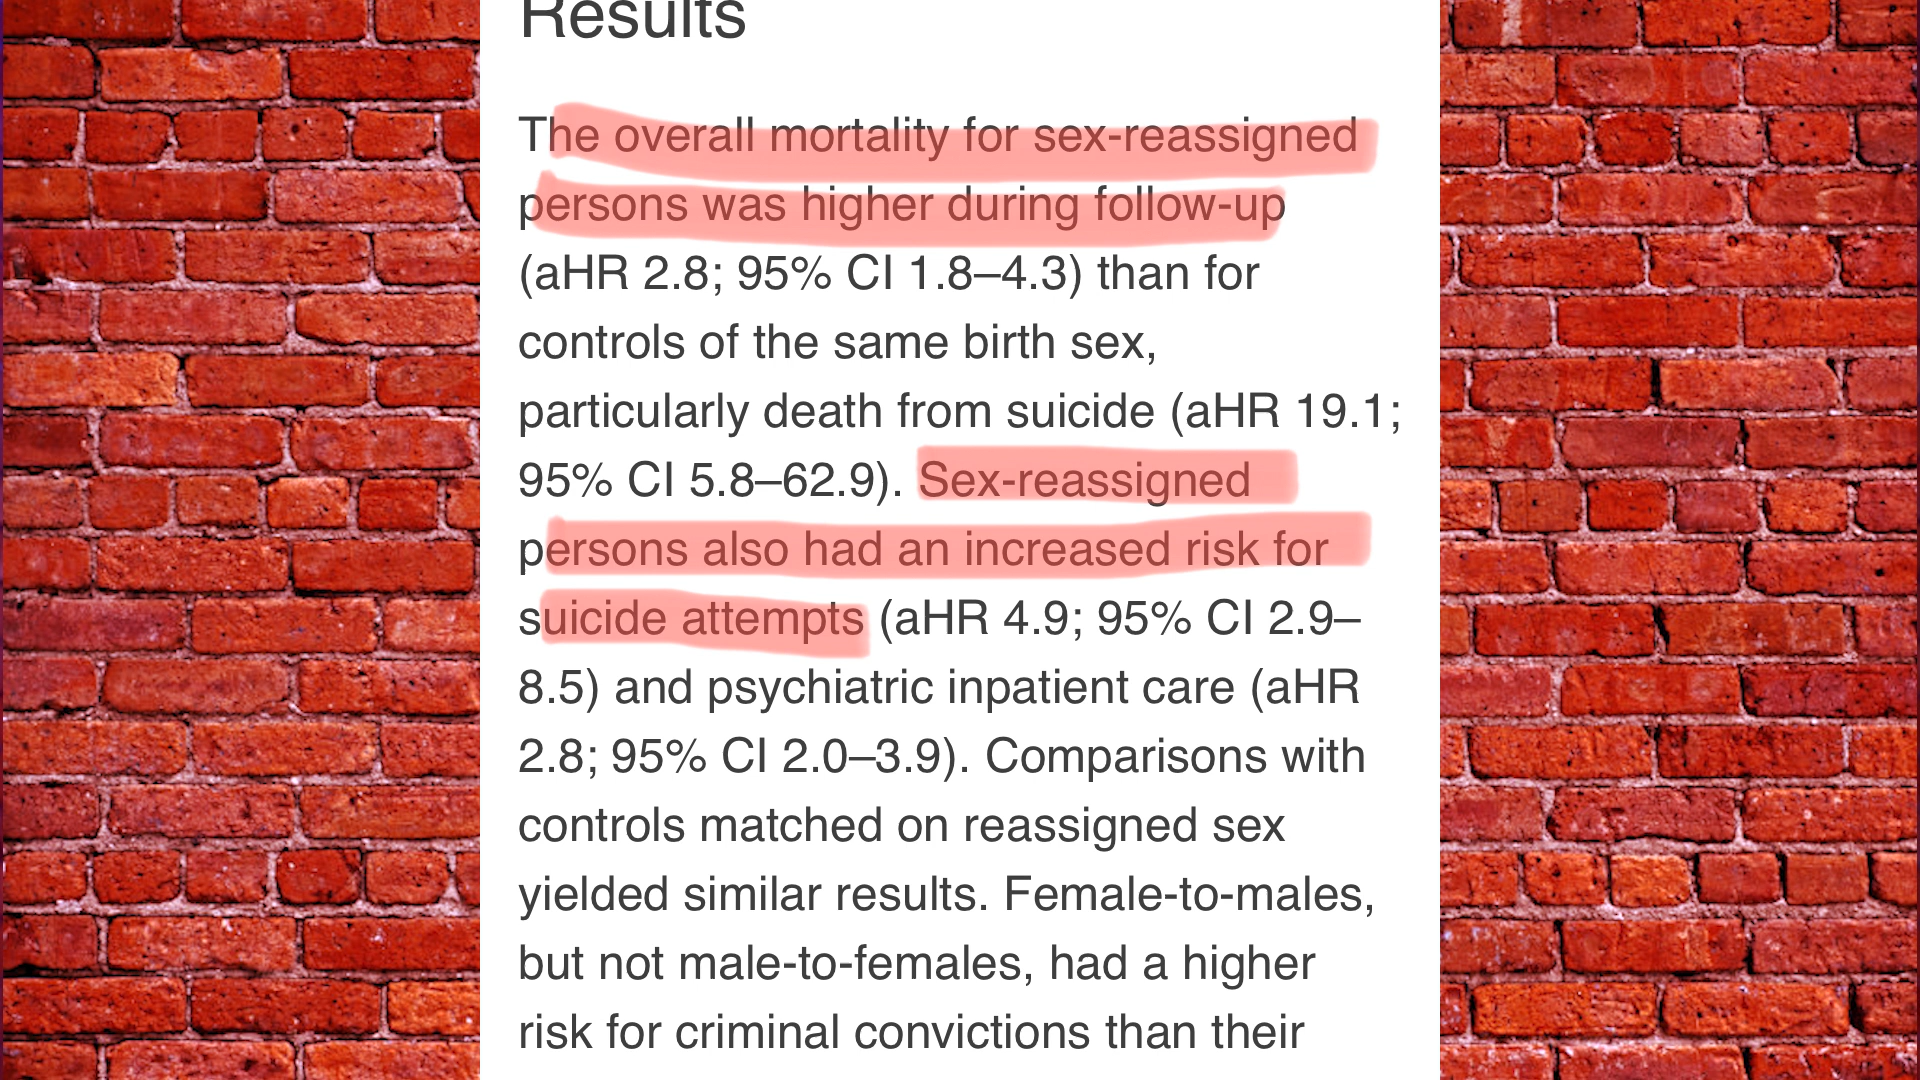 Results
The overall mortality for sex-reassigned
persons was higher during follow-up
(aHR 2.8; 95% CI 1.8–4.3) than for
controls of the same birth sex,
particularly death from suicide (aHR 19.1;
95% CI 5.8–62.9). Sex-reassigned
persons also had an increased risk for
suicide attempts (aHR 4.9; 95% CI 2.9–
8.5) and psychiatric inpatient care (aHR
2.8; 95% CI 2.0–3.9). Comparisons with
controls matched on reassigned sex
yielded similar results. Female-to-males,
but not male-to-females, had a higher
risk for criminal convictions than their